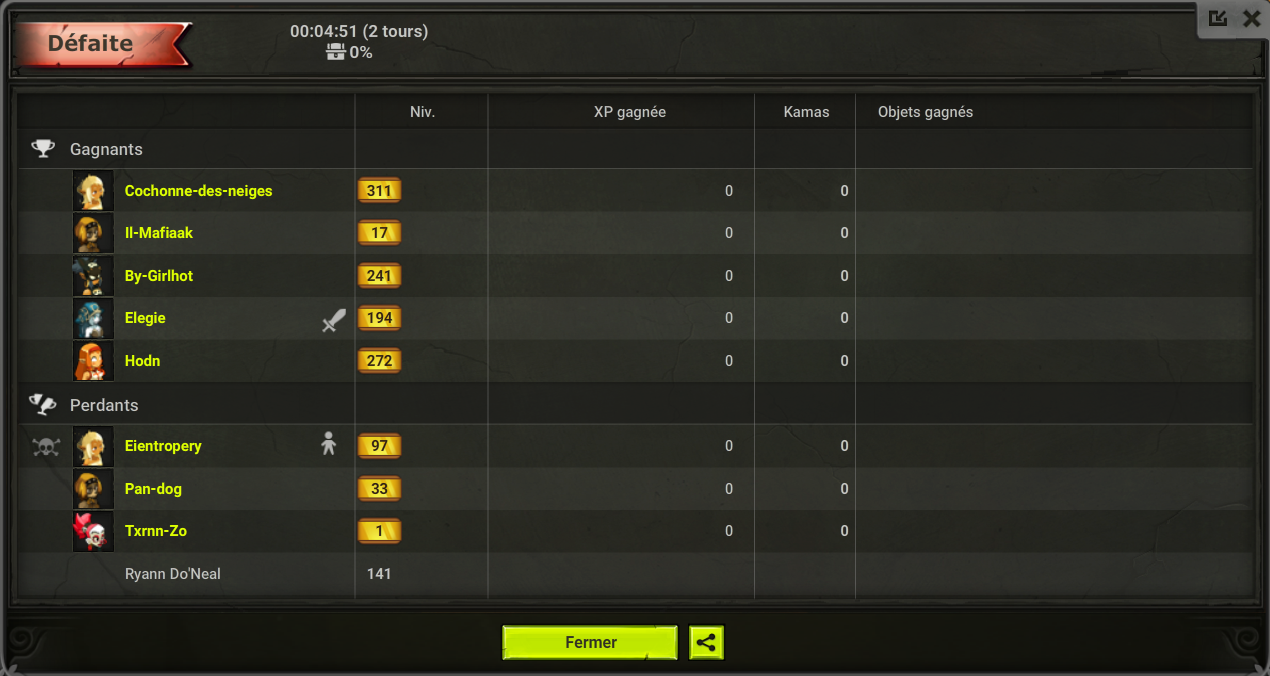 Défaite
00:04:51 (2 tours)
0%
Niv. XP gagnée Kamas Objets gagnés
Gagnants
Cochonne-des-neiges 311 0 0
Il-Mafiaak 17 0 0
By-Girlhot 241 0 0
Elegie 194 0 0
Hodn 272 0 0
Perdants
Eientropery 97 0 0
Pan-dog 33 0 0
Txrnn-Zo 1 0 0
Ryann Do'Neal 141
Fermer